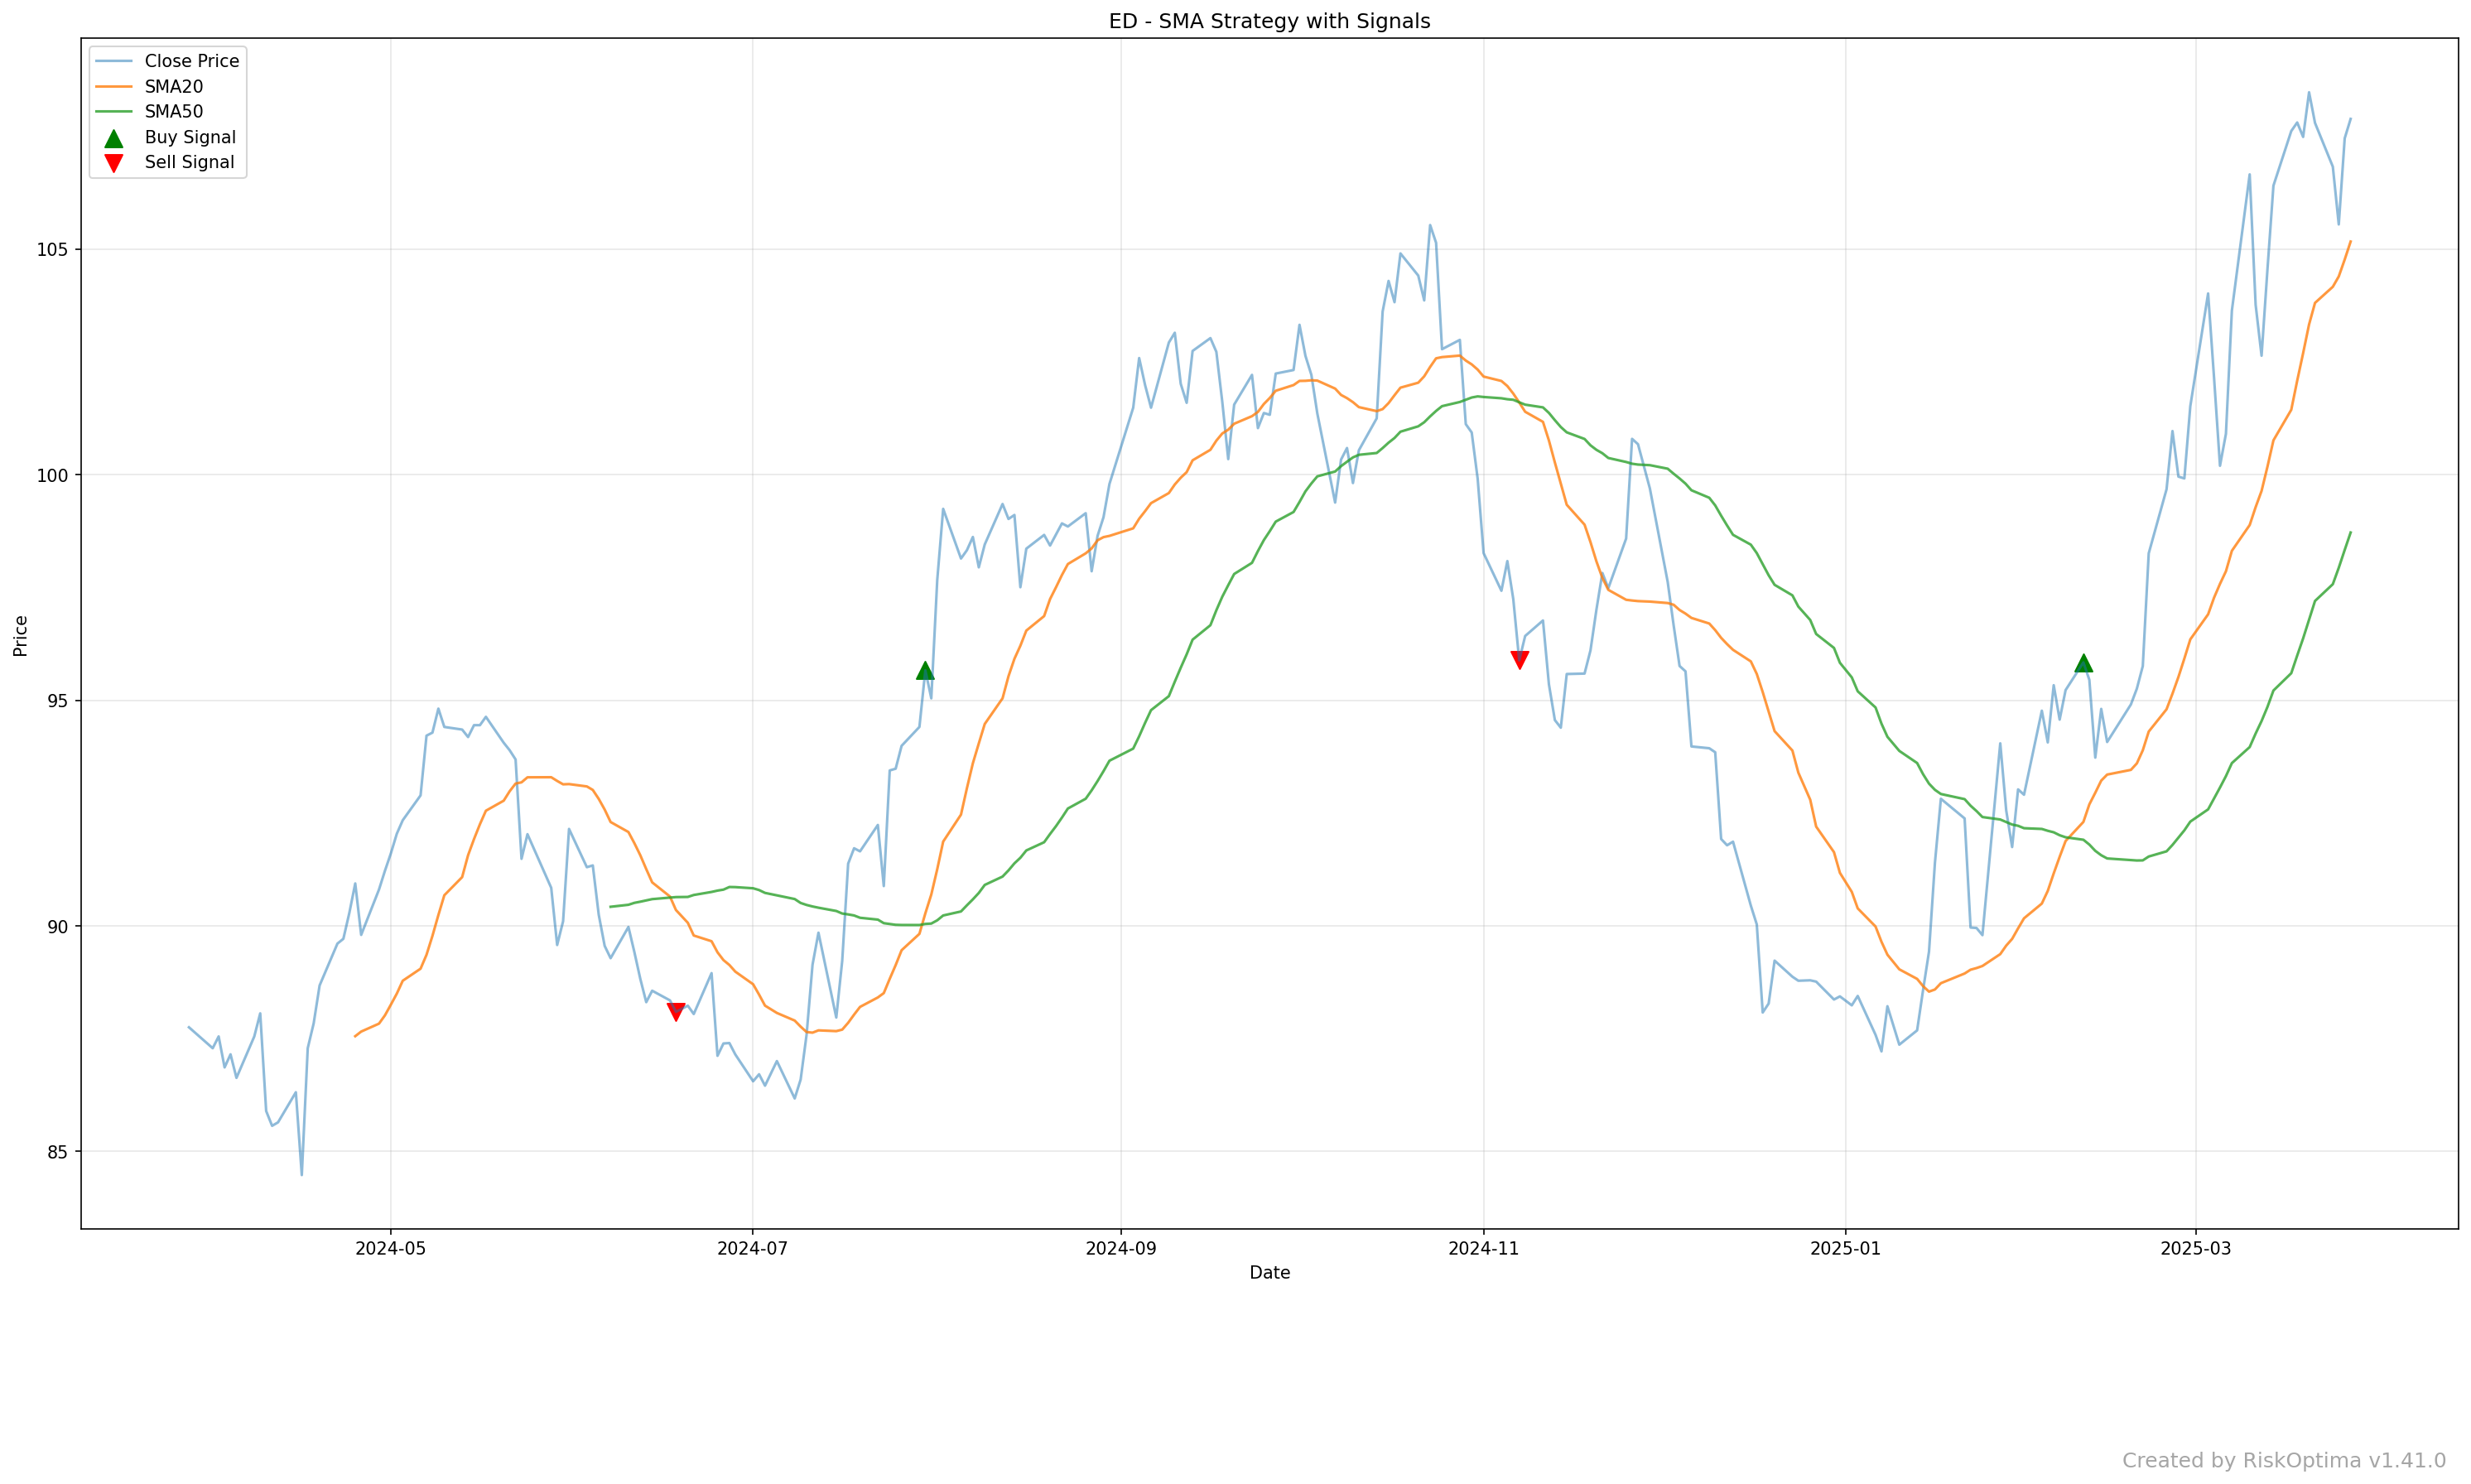 ED - SMA Strategy with Signals
Close Price
SMA20
SMA50
Buy Signal
Sell Signal
105
100
95
90
85
Price
2024-05
2024-07
2024-09
2024-11
2025-01
2025-03
Date
Created by RiskOptima v1.41.0